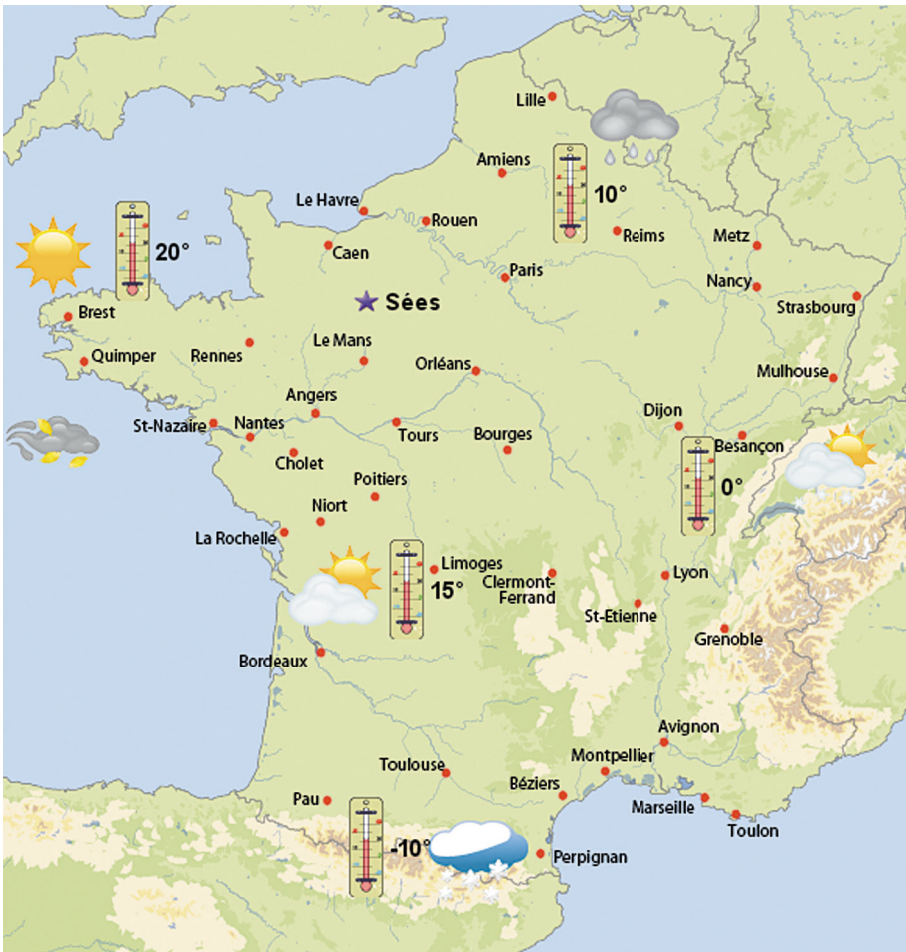 Lille
Amiens
10°
Le Havre
Rouen
Reims
Metz
Caen
20°
Paris
Nancy
Strasbourg
Sées
Brest
Le Mans
Quimper
Rennes
Orléans
Mulhouse
Angers
Dijon
St-Nazaire
Nantes
Tours
Bourges
Besançon
Cholet
Poitiers
0°
Niort
La Rochelle
Limoges
15°
Clermont-
Ferrand
Lyon
St-Etienne
Grenoble
Bordeaux
Avignon
Montpellier
Toulouse
Béziers
Pau
Marseille
Toulon
-10°
Perpignan